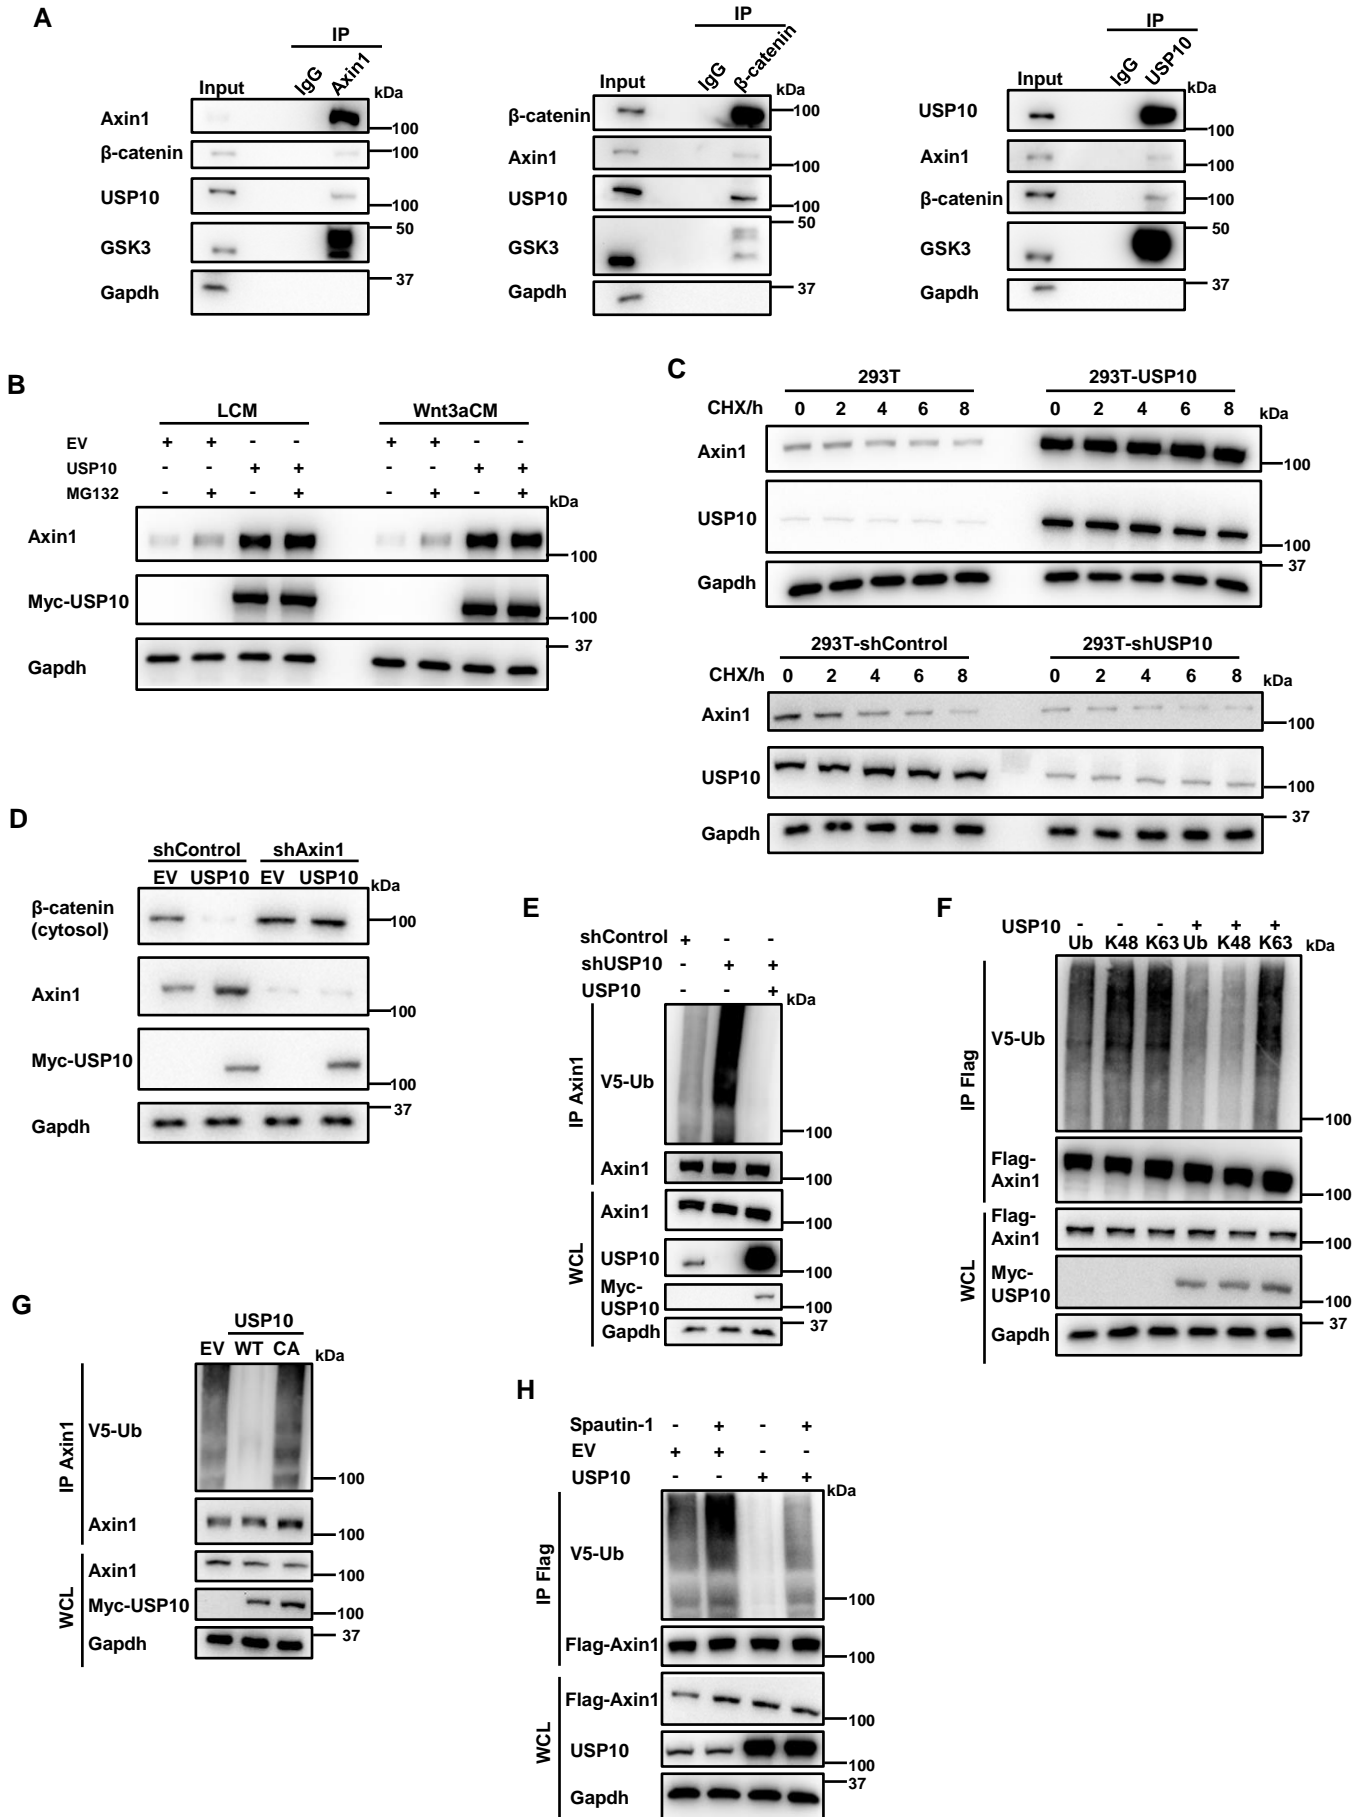 A
IP
Input IgG Axin1 kDa
Axin1 100
β-catenin 100
USP10 100
GSK3 50
Gapdh 37
IP
Input IgG β-catenin kDa
β-catenin 100
Axin1 100
USP10 100
GSK3 50
Gapdh 37
IP
Input IgG USP10 kDa
USP10 100
Axin1 100
β-catenin
GSK3 50
Gapdh 37
B
LCM Wnt3aCM
EV + + - - + + - -
USP10 - - + + - - + +
MG132 - + - + - + - + kDa
Axin1 100
Myc-USP10 100
Gapdh 37
C
293T 293T-USP10
CHX/h 0 2 4 6 8 0 2 4 6 8 kDa
Axin1 100
USP10 100
Gapdh 37
293T-shControl 293T-shUSP10
CHX/h 0 2 4 6 8 0 2 4 6 8 kDa
Axin1 100
USP10 100
Gapdh 37
D
shControl shAxin1
EV USP10 EV USP10 kDa
β-catenin
(cytosol) 100
Axin1 100
Myc-USP10 100
Gapdh 37
E
shControl + - -
shUSP10 - + +
USP10 - - + kDa
IP Axin1
V5-Ub 100
Axin1 100
WCL
Axin1 100
USP10 100
Myc-
USP10 100
Gapdh 37
F
USP10 - - - + + +
Ub K48 K63 Ub K48 K63 kDa
IP Flag
V5-Ub 100
Flag-
Axin1 100
WCL
Flag-
Axin1 100
Myc-
USP10 100
Gapdh 37
G
USP10
EV WT CA kDa
IP Axin1
V5-Ub 100
Axin1 100
WCL
Axin1 100
Myc-USP10 100
Gapdh 37
H
Spautin-1 - + - +
EV + + - -
USP10 - - + + kDa
IP Flag
V5-Ub 100
Flag-Axin1 100
WCL
Flag-Axin1 100
USP10 100
Gapdh 37